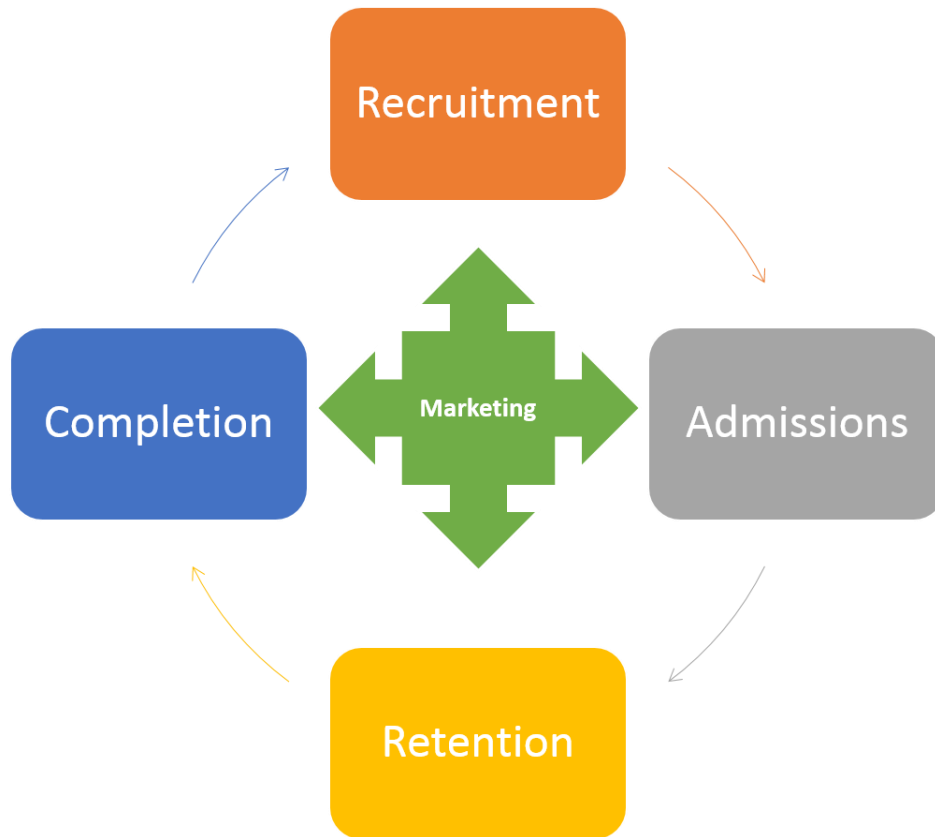 Recruitment
Completion
Marketing
Admissions
Retention